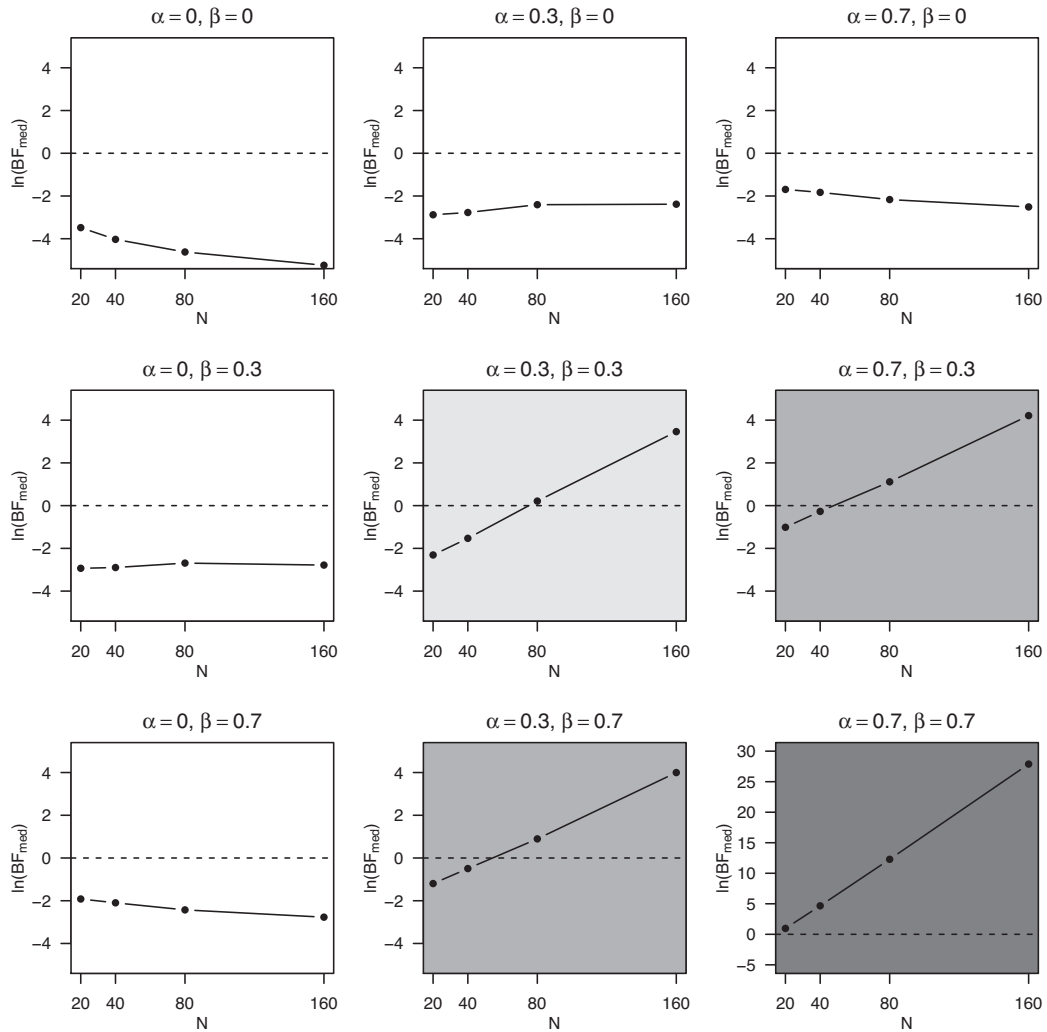 α = 0, β = 0
ln(BFmed)
4
2
0
−2
−4
20 40 80 160
N
α = 0.3, β = 0
ln(BFmed)
4
2
0
−2
−4
20 40 80 160
N
α = 0.7, β = 0
ln(BFmed)
4
2
0
−2
−4
20 40 80 160
N
α = 0, β = 0.3
ln(BFmed)
4
2
0
−2
−4
20 40 80 160
N
α = 0.3, β = 0.3
ln(BFmed)
4
2
0
−2
−4
20 40 80 160
N
α = 0.7, β = 0.3
ln(BFmed)
4
2
0
−2
−4
20 40 80 160
N
α = 0, β = 0.7
ln(BFmed)
4
2
0
−2
−4
20 40 80 160
N
α = 0.3, β = 0.7
ln(BFmed)
4
2
0
−2
−4
20 40 80 160
N
α = 0.7, β = 0.7
ln(BFmed)
30
25
20
15
10
5
0
−5
20 40 80 160
N